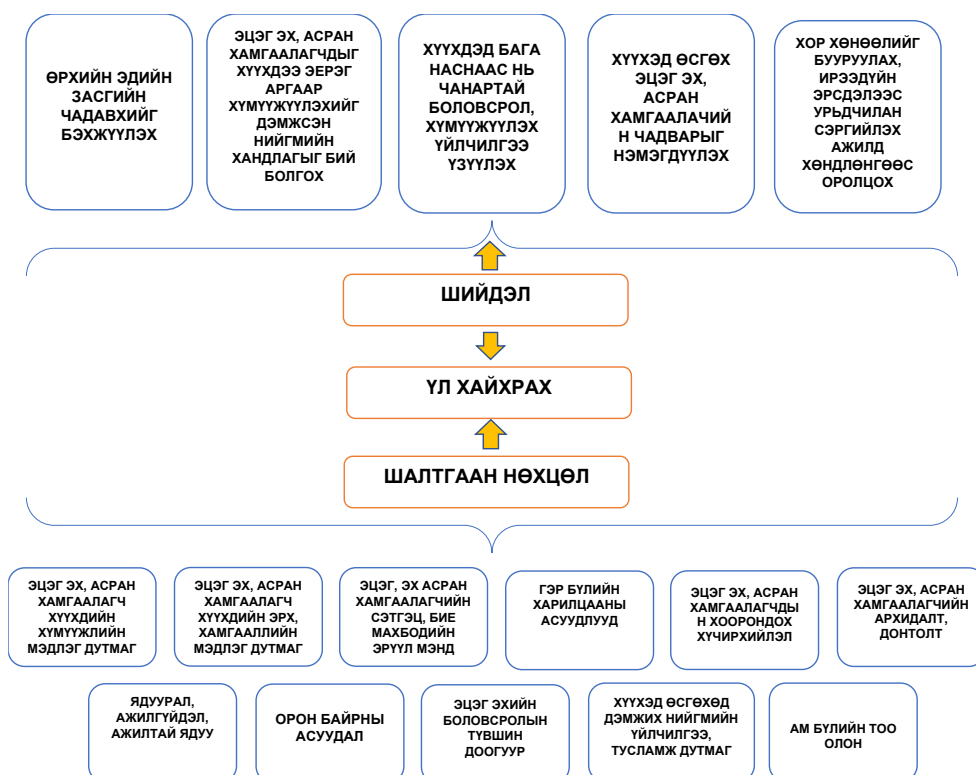 ӨРХИЙН ЭДИЙН
ЗАСГИЙН
ЧАДАВХИЙГ
БЭХЖҮҮЛЭХ
ЭЦЭГ ЭХ, АСРАН
ХАМГААЛАГЧДЫГ
ХҮҮХДЭЭ ЭЕРЭГ
АРГААР
ХҮМҮҮЖҮҮЛЭХИЙГ
ДЭМЖСЭН
НИЙГМИЙН
ХАНДЛАГЫГ БИЙ
БОЛГОХ
ХҮҮХДЭД БАГА
НАСНААС НЬ
ЧАНАРТАЙ
БОЛОВСРОЛ,
ХҮМҮҮЖҮҮЛЭХ
ҮЙЛЧИЛГЭЭ
ҮЗҮҮЛЭХ
ХҮҮХЭД ӨСГӨХ
ЭЦЭГ ЭХ,
АСРАН
ХАМГААЛАЧИЙ
Н ЧАДВАРЫГ
НЭМЭГДҮҮЛЭХ
ХОР ХӨНӨӨЛИЙГ
БУУРУУЛАХ,
ИРЭЭДҮЙН
ЭРСДЭЛЭЭС
УРЬДЧИЛАН
СЭРГИЙЛЭХ
АЖИЛД
ХӨНДЛӨНГӨӨС
ОРОЛЦОХ
ШИЙДЭЛ
ҮЛ ХАЙХРАХ
ШАЛТГААН НӨХЦӨЛ
ЭЦЭГ ЭХ, АСРАН
ХАМГААЛАГЧ
ХҮҮХДИЙН
ХҮМҮҮЖЛИЙН
МЭДЛЭГ ДУТМАГ
ЭЦЭГ ЭХ, АСРАН
ХАМГААЛАГЧ
ХҮҮХДИЙН ЭРХ,
ХАМГААЛЛИЙН
МЭДЛЭГ ДУТМАГ
ЭЦЭГ, ЭХ АСРАН
ХАМГААЛАГЧИЙН
СЭТГЭЦ, БИЕ
МАХБОДИЙН
ЭРҮҮЛ МЭНД
ГЭР БҮЛИЙН
ХАРИЛЦААНЫ
АСУУДЛУУД
ЭЦЭГ ЭХ, АСРАН
ХАМГООАЛАГЧДЫ
Н ХООРОНДОХ
ХҮЧИРХИЙЛЭЛ
ЭЦЭГ ЭХ, АСРАН
ХАМГААЛАГЧИЙН
АРХИДАЛТ,
ДОНТОЛТ
ЯДУУРАЛ,
АЖИЛГҮЙДЭЛ,
АЖИЛТАЙ ЯДУУ
ОРОН БАЙРНЫ
АСУУДАЛ
ЭЦЭГ ЭХИЙН
БОЛОВСРОЛЫН
ТҮВШИН
ДООГУУР
ХҮҮХЭД ӨСГӨХӨД
ДЭМЖИХ НИЙГМИЙН
ҮЙЛЧИЛГЭЭ,
ТУСЛАМЖ ДУТМАГ
АМ БҮЛИЙН ТОО
ОЛОН